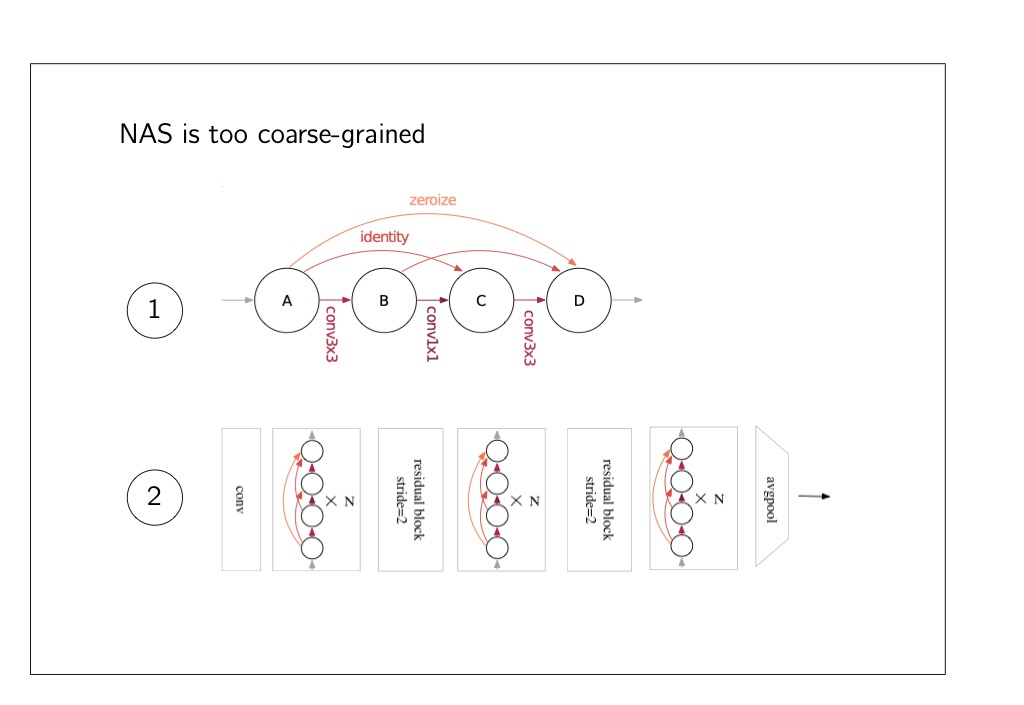 NAS is too coarse-grained
zeroize
identity
1
A
B
C
D
conv3x3
conv1x1
conv3x3
2
conv
X N
residual block
stride=2
X N
residual block
stride=2
X N
avgpool